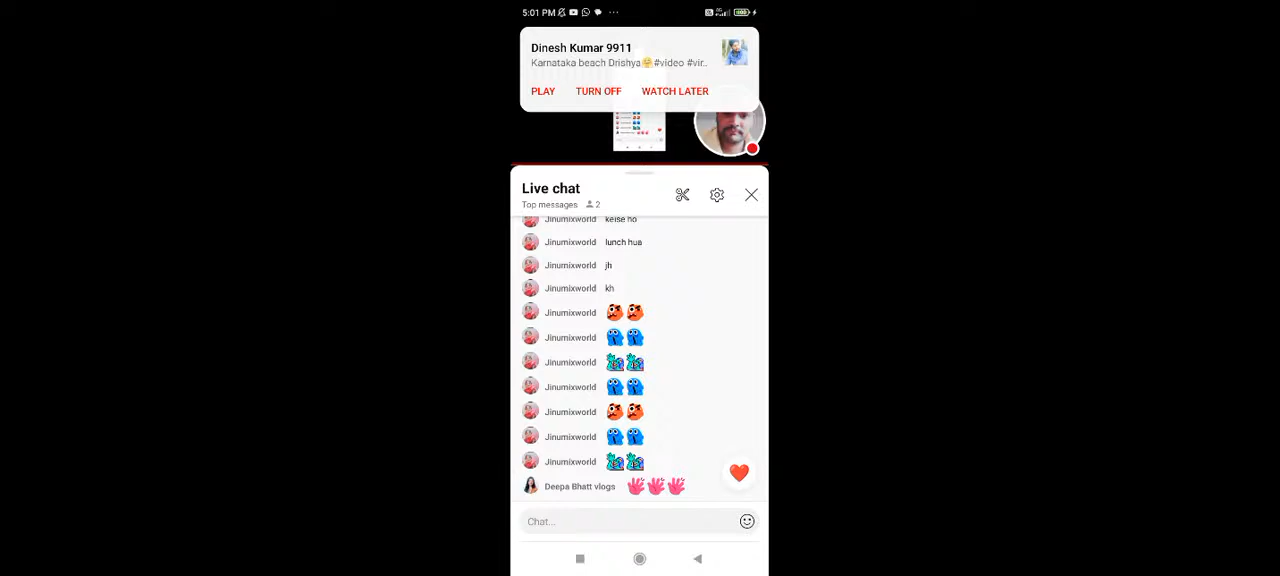 5:01 PM
Dinesh Kumar 9911
Karnataka beach Drishya🤗#video #vir..
PLAY TURN OFF WATCH LATER
Live chat
Top messages 2
Jinumixworld keise ho
Jinumixworld lunch hua
Jinumixworld jh
Jinumixworld kh
Jinumixworld
Jinumixworld
Jinumixworld
Jinumixworld
Jinumixworld
Jinumixworld
Jinumixworld
Deepa Bhatt vlogs
Chat...